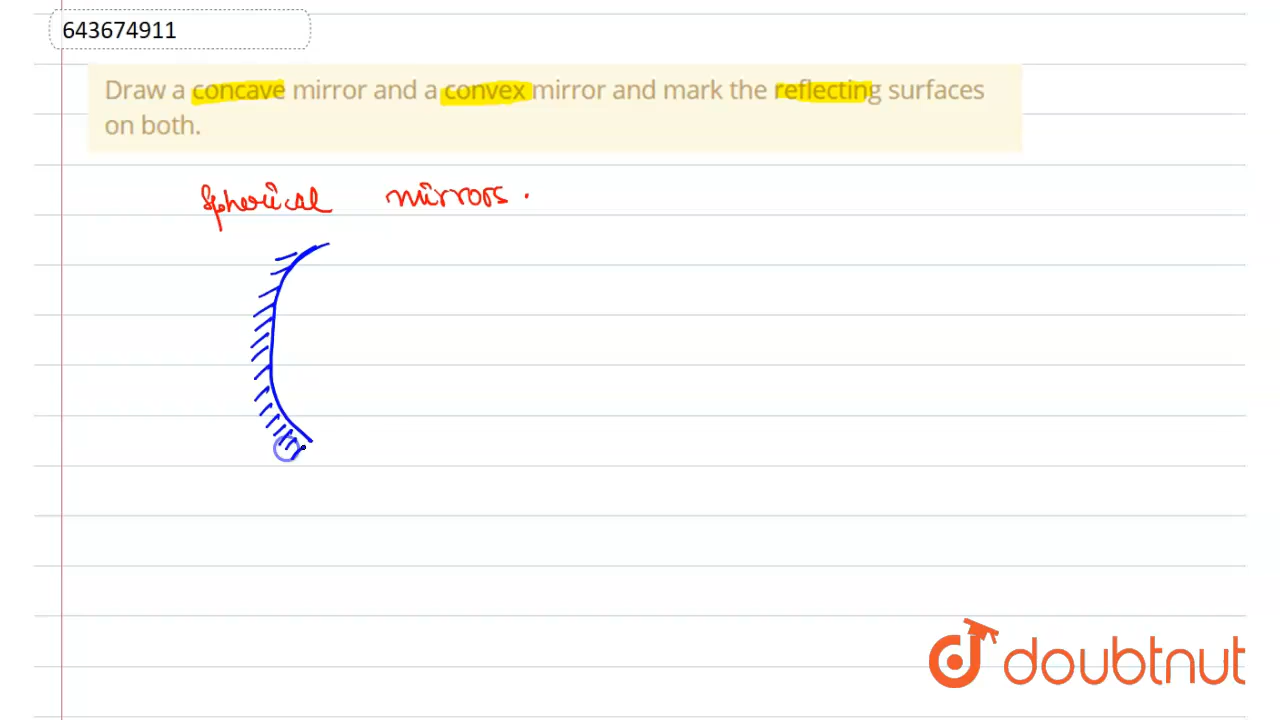 643674911
Draw a concave mirror and a convex mirror and mark the reflecting surfaces
on both.
Spherical mirrors.
doubtnut